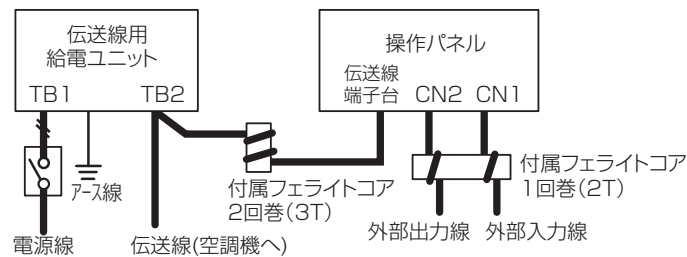 伝送線用
給電ユニット
TB1
TB2
操作パネル
伝送線
端子台
CN2
CN1
アース線
付属フェライトコア
2回巻(3T)
付属フェライトコア
1回巻(2T)
電源線
伝送線(空調機へ)
外部出力線
外部入力線